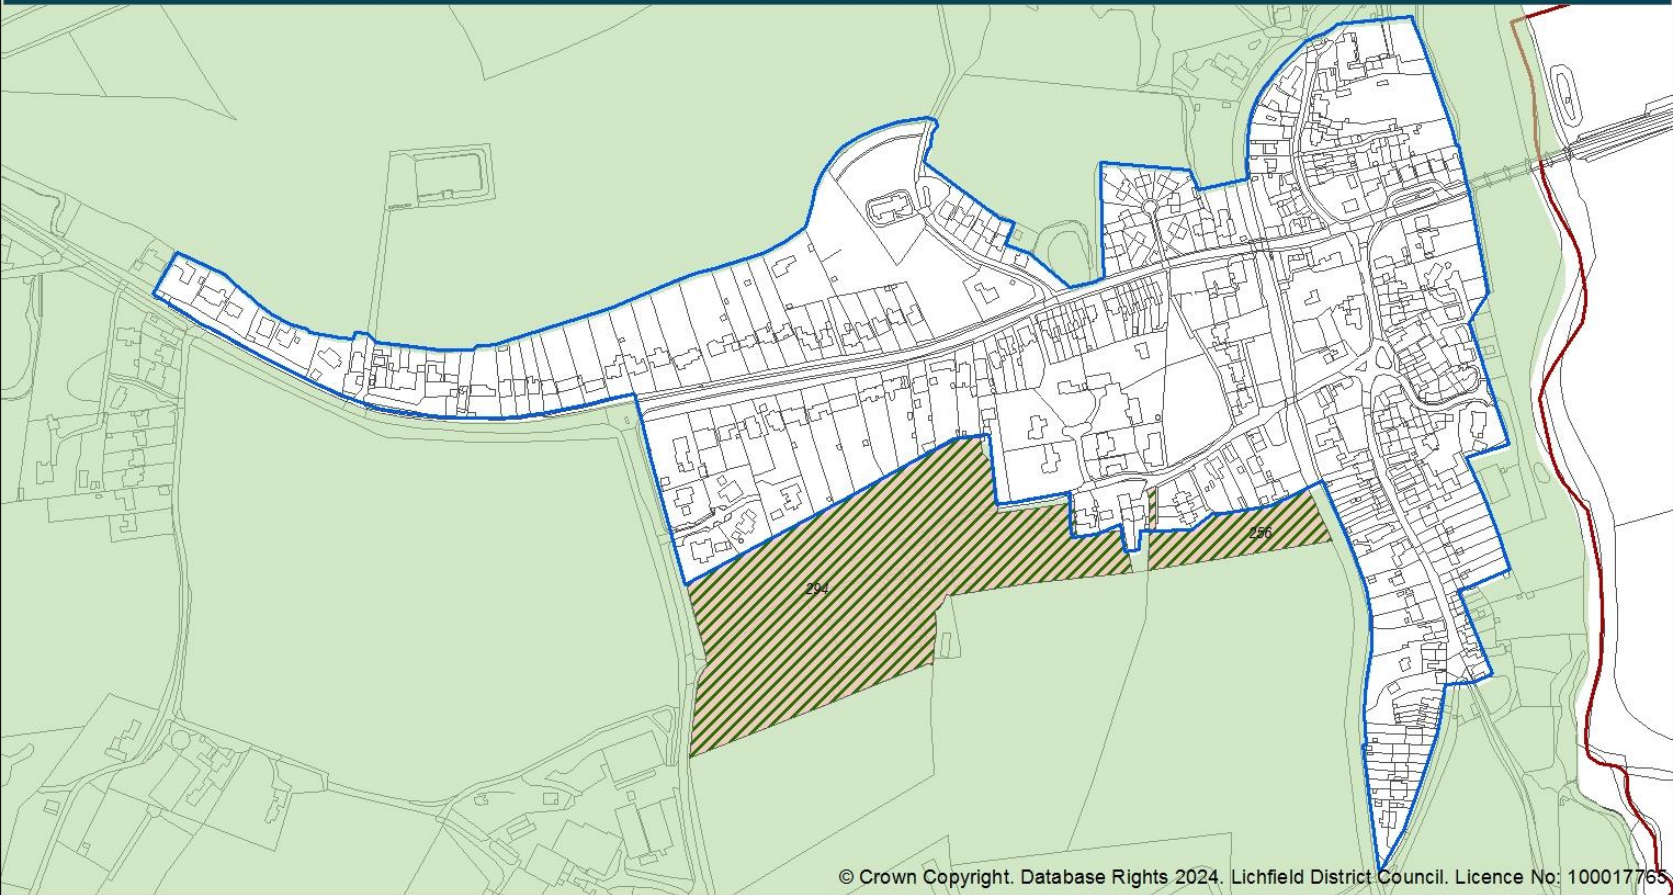 256
294
© Crown Copyright. Database Rights 2024. Lichfield District Council. Licence No: 100017765